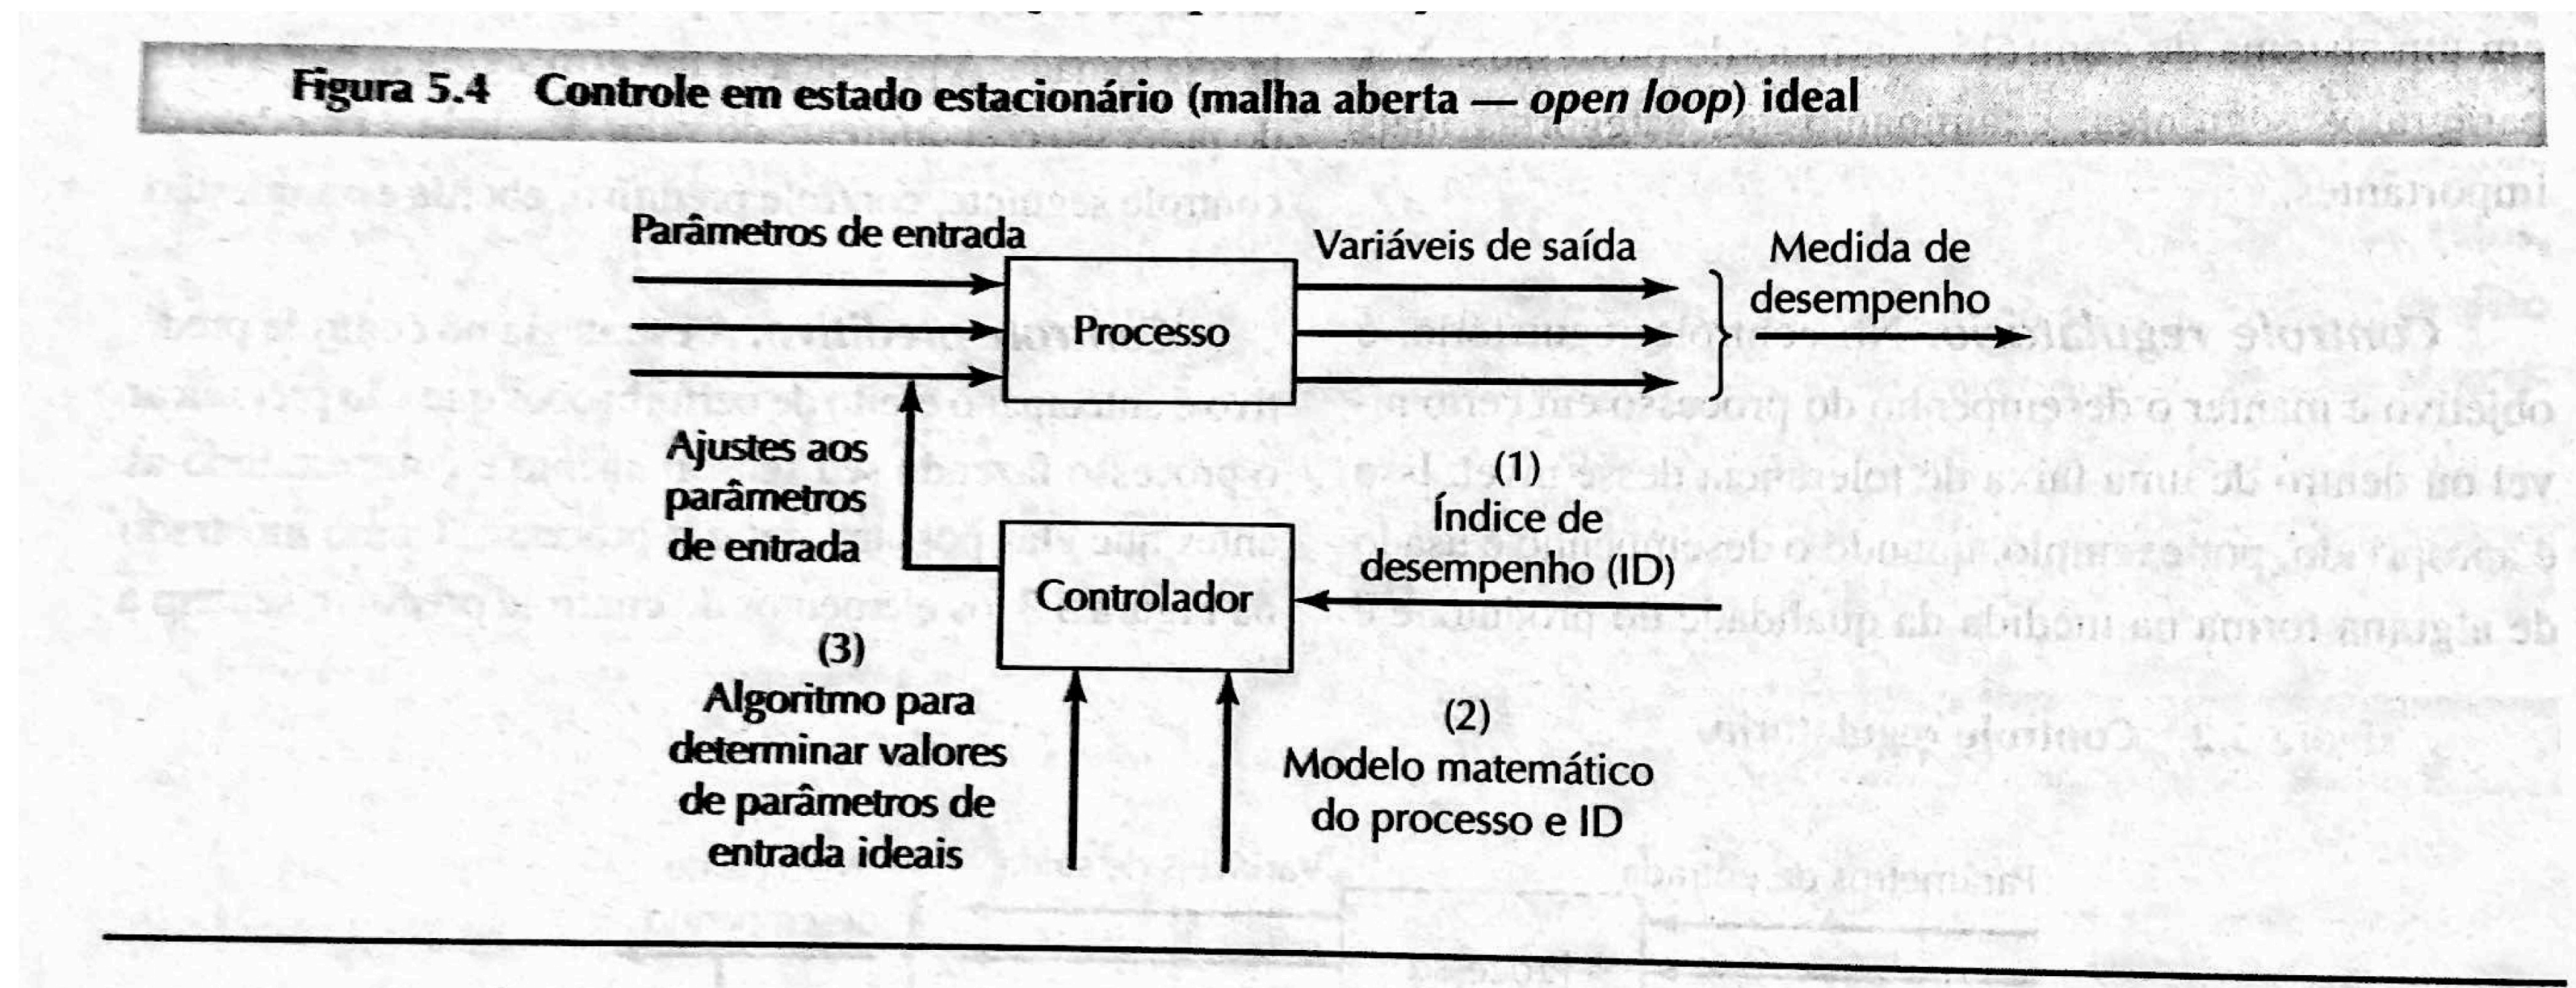 Figura 5.4 Controle em estado estacionário (malha aberta — open loop) ideal
Parâmetros de entrada
Processo
Variáveis de saída
Medida de
desempenho
Ajustes aos
parâmetros
de entrada
Controlador
(1)
Índice de
desempenho (ID)
(3)
Algoritmo para
determinar valores
de parâmetros de
entrada ideais
(2)
Modelo matemático
do processo e ID